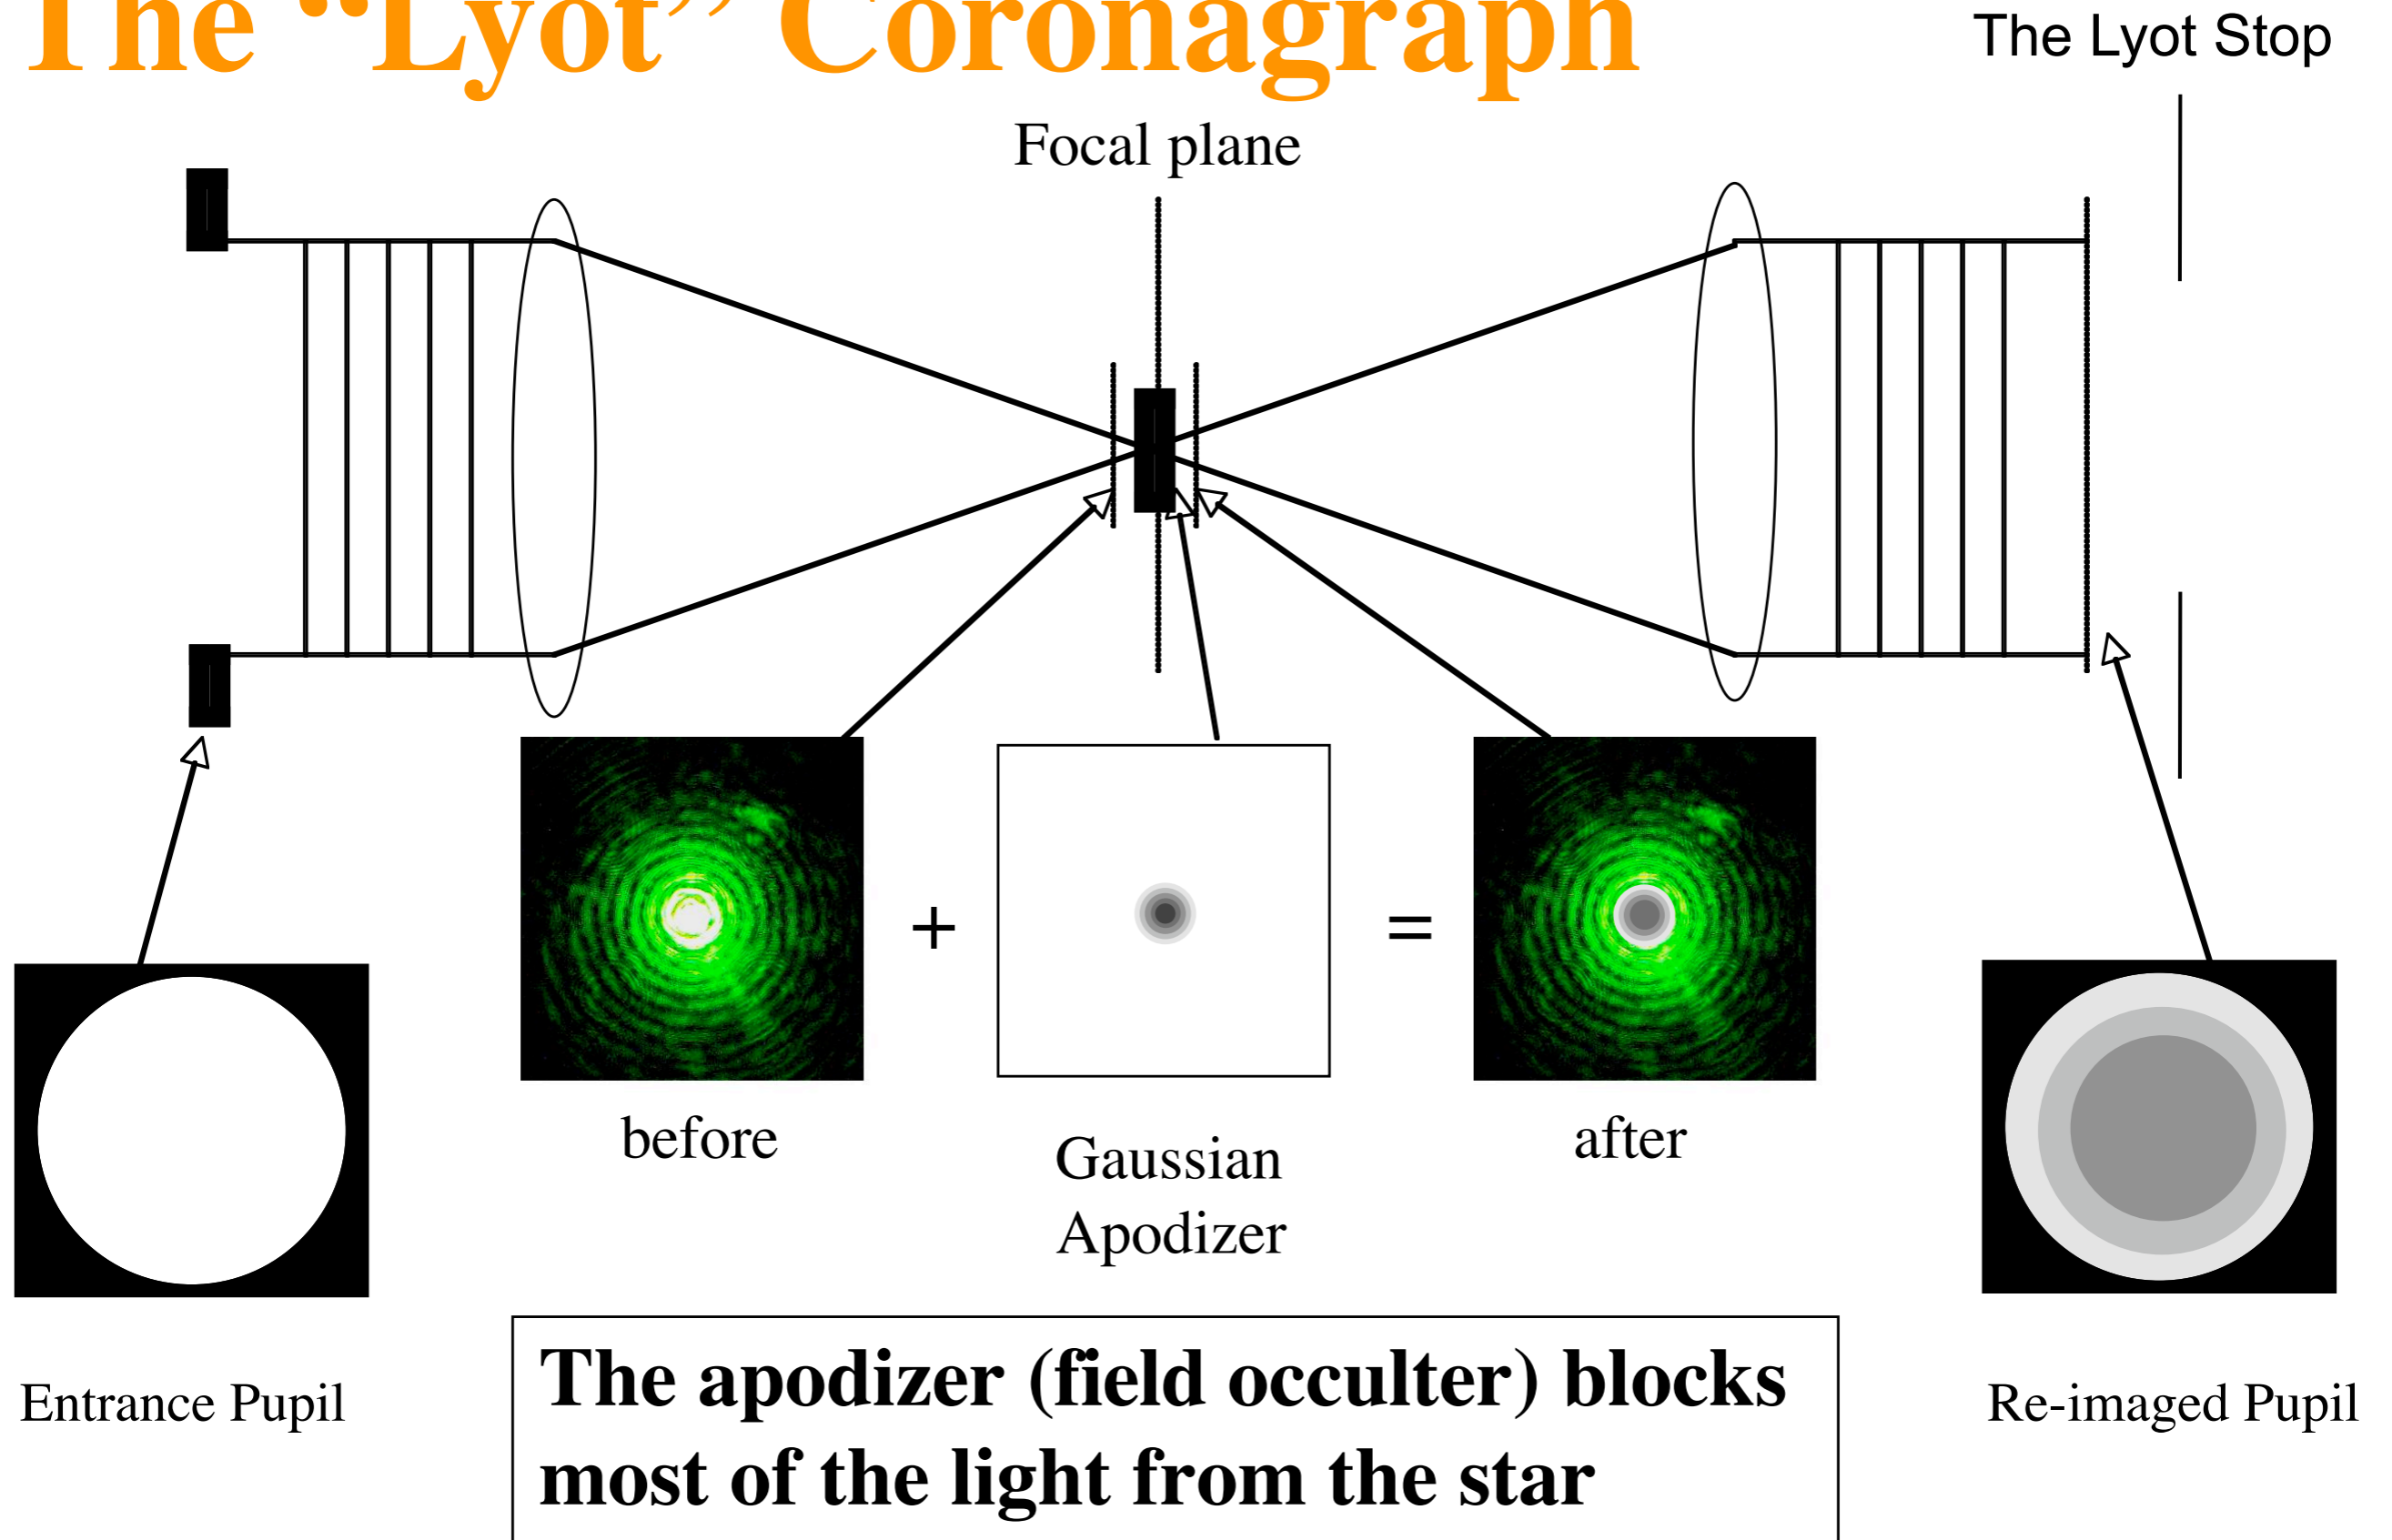 The “Lyot” Coronagraph
The Lyot Stop
Focal plane
+
=
before
Gaussian
Apodizer
after
Entrance Pupil
Re-imaged Pupil
The apodizer (field occulter) blocks
most of the light from the star